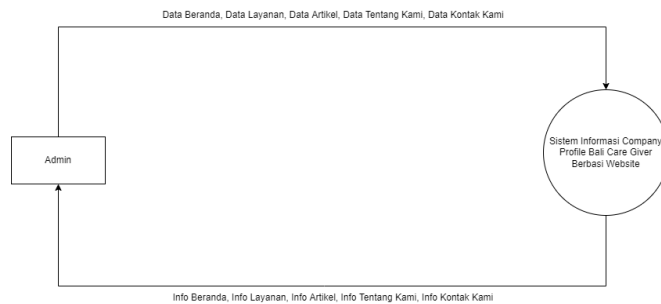 Data Beranda, Data Layanan, Data Artikel, Data Tentang Kami, Data Kontak Kami
Admin
Sistem Informasi Company
Profile Bali Care Giver
Berbasi Website
Info Beranda, Info Layanan, Info Artikel, Info Tentang Kami, Info Kontak Kami